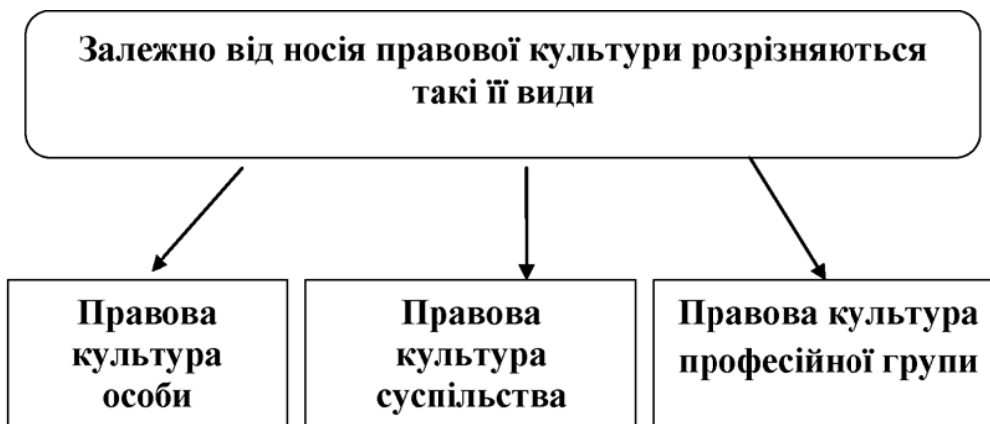 Залежно від носія правової культури розрізняються
такі її види
Правова
культура
особи
Правова
культура
суспільства
Правова культура
професійної групи